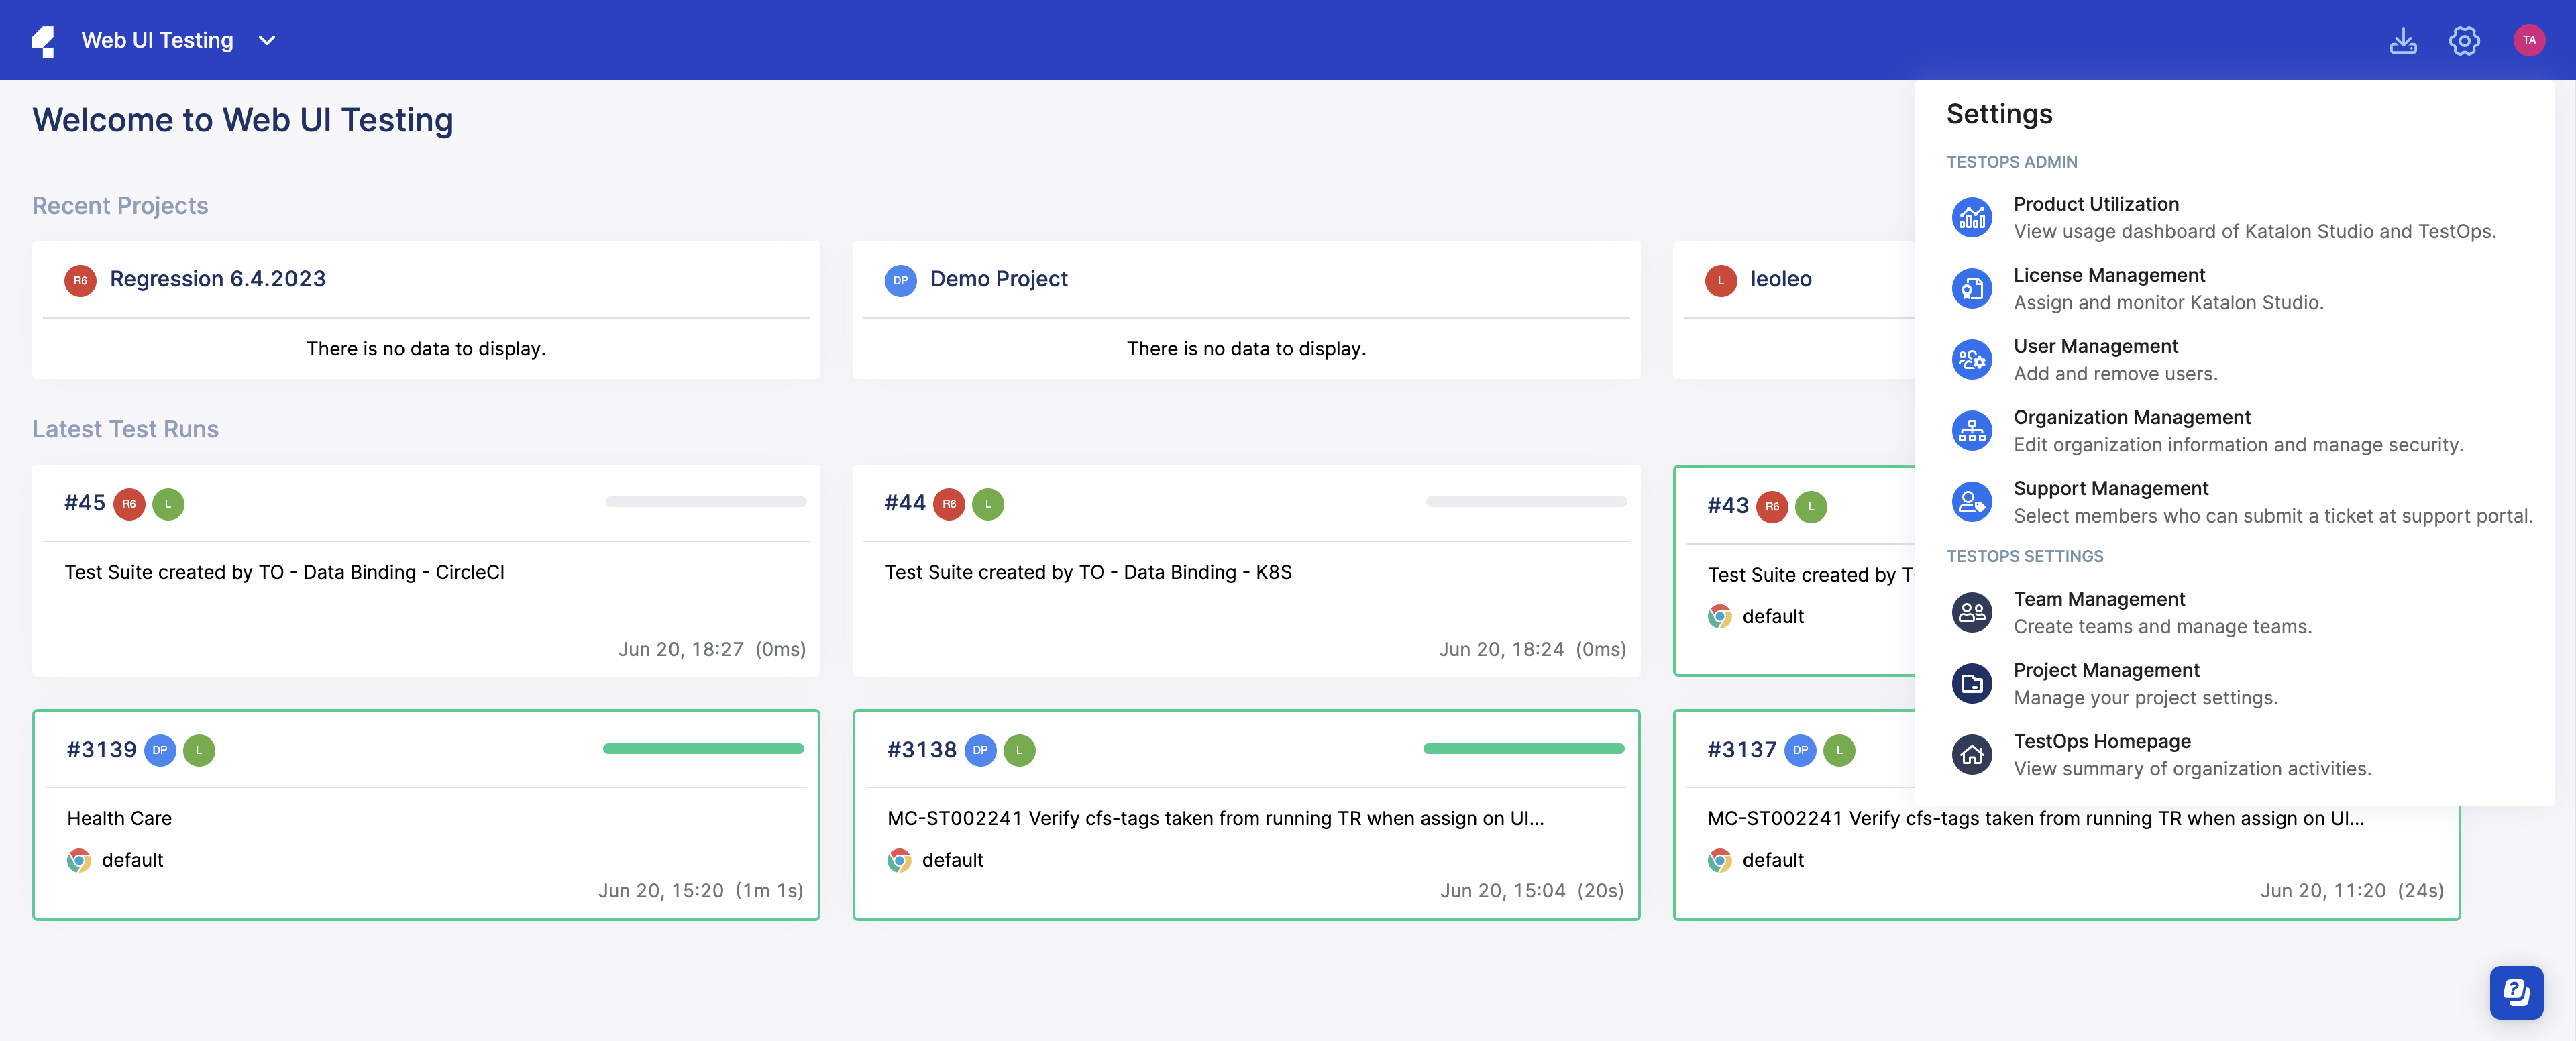 Web UI Testing
TA
Welcome to Web UI Testing
Recent Projects
R6 Regression 6.4.2023
There is no data to display.
DP Demo Project
There is no data to display.
L leoleo
Latest Test Runs
#45 R6 L
Test Suite created by TO - Data Binding - CircleCI
Jun 20, 18:27 (0ms)
#44 R6 L
Test Suite created by TO - Data Binding - K8S
Jun 20, 18:24 (0ms)
#43 R6 L
Test Suite created by T
default
#3139 DP L
Health Care
default
Jun 20, 15:20 (1m 1s)
#3138 DP L
MC-ST002241 Verify cfs-tags taken from running TR when assign on UI...
default
Jun 20, 15:04 (20s)
#3137 DP L
MC-ST002241 Verify cfs-tags taken from running TR when assign on UI...
default
Jun 20, 11:20 (24s)
Settings
TESTOPS ADMIN
Product Utilization
View usage dashboard of Katalon Studio and TestOps.
License Management
Assign and monitor Katalon Studio.
User Management
Add and remove users.
Organization Management
Edit organization information and manage security.
Support Management
Select members who can submit a ticket at support portal.
TESTOPS SETTINGS
Team Management
Create teams and manage teams.
Project Management
Manage your project settings.
TestOps Homepage
View summary of organization activities.
?